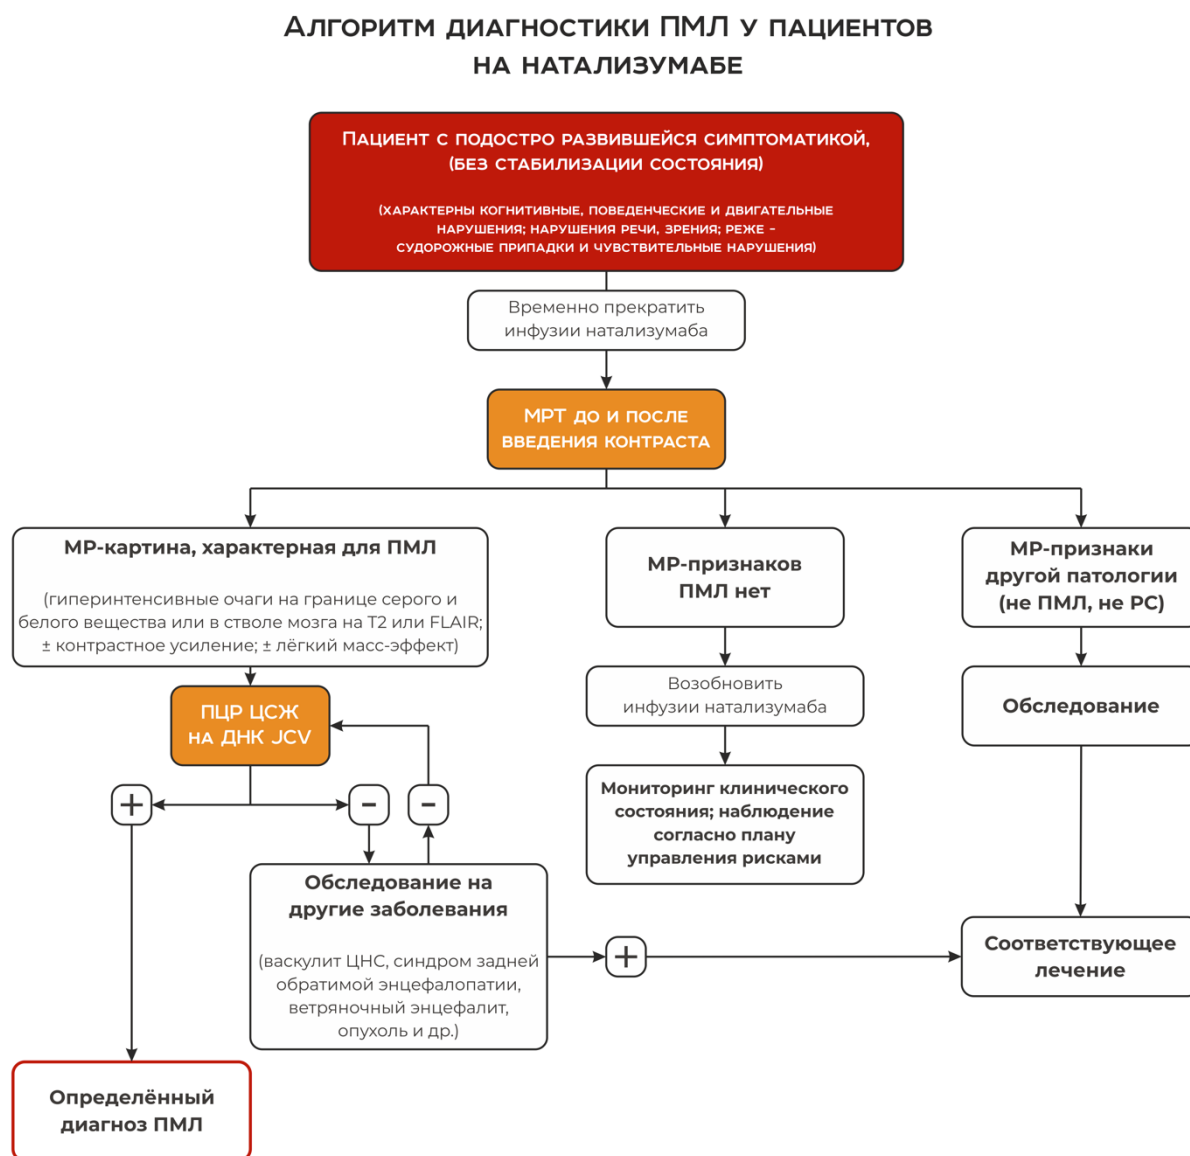 Алгоритм диагностики ПМЛ у пациентов
на натализумабе
Пациент с подостро развившейся симптоматикой,
(без стабилизации состояния)
(характерны когнитивные, поведенческие и двигательные
нарушения; нарушения речи, зрения; реже –
судорожные припадки и чувствительные нарушения)
Временно прекратить
инфузии натализумаба
МРТ до и после
введения контраста
МР-картина, характерная для ПМЛ
(гиперинтенсивные очаги на границе серого и
белого вещества или в стволе мозга на Т2 или FLAIR;
± контрастное усиление; ± лёгкий масс-эффект)
МР-признаков
ПМЛ нет
МР-признаки
другой патологии
(не ПМЛ, не РС)
ПЦР ЦСЖ
на ДНК JCV
Возобновить
инфузии натализумаба
Обследование
+
-
-
Мониторинг клинического
состояния; наблюдение
согласно плану
управления рисками
Обследование на
другие заболевания
(васкулит ЦНС, синдром задней
обратимой энцефалопатии,
ветряночный энцефалит,
опухоль и др.)
+
Соответствующее
лечение
Определённый
диагноз ПМЛ